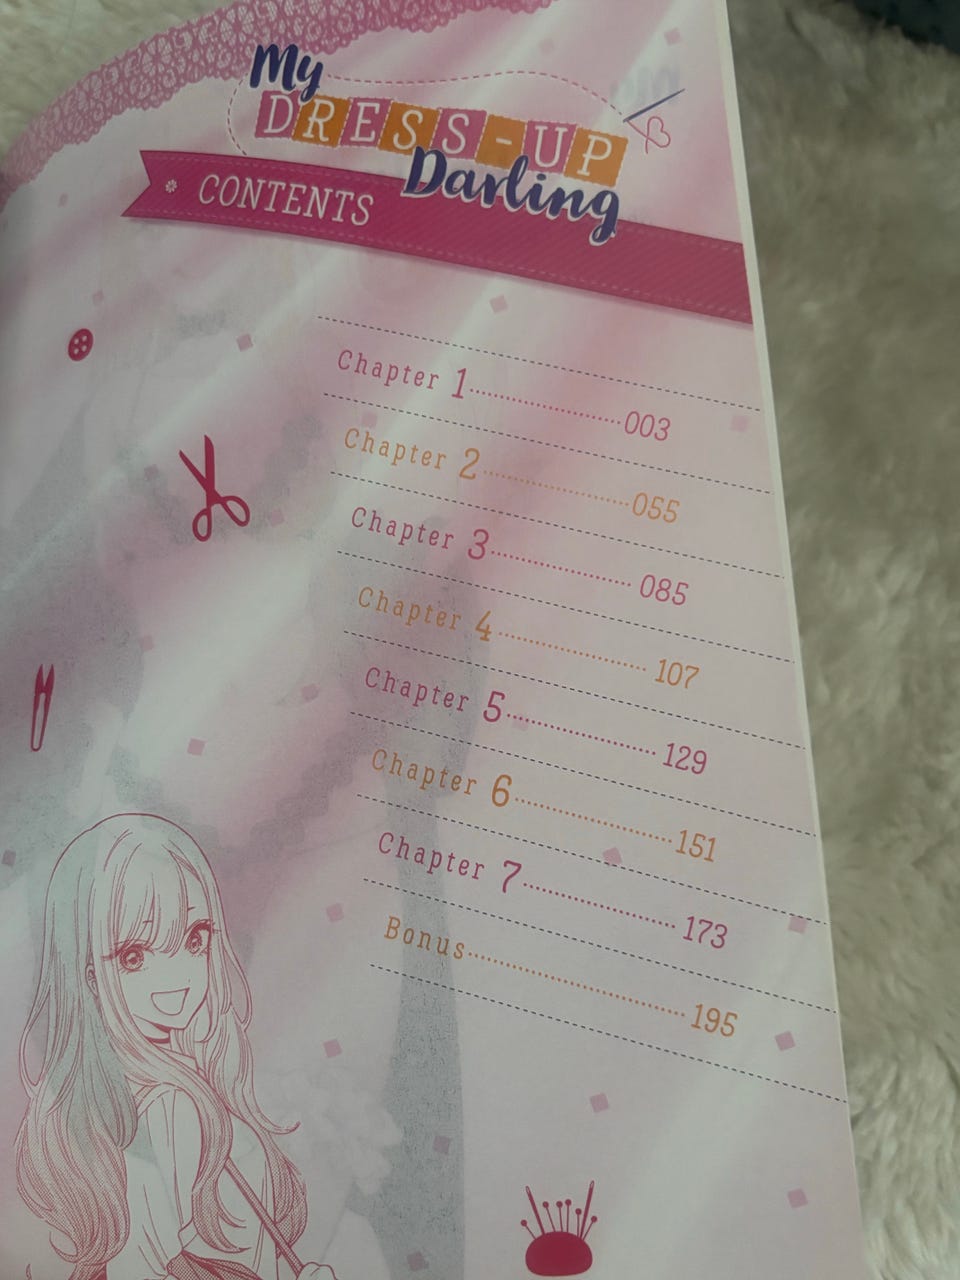 My
DRESS-UP
Darling
CONTENTS
Chapter 1 003
Chapter 2 055
Chapter 3 085
Chapter 4 107
Chapter 5 129
Chapter 6 151
Chapter 7 173
Bonus 195